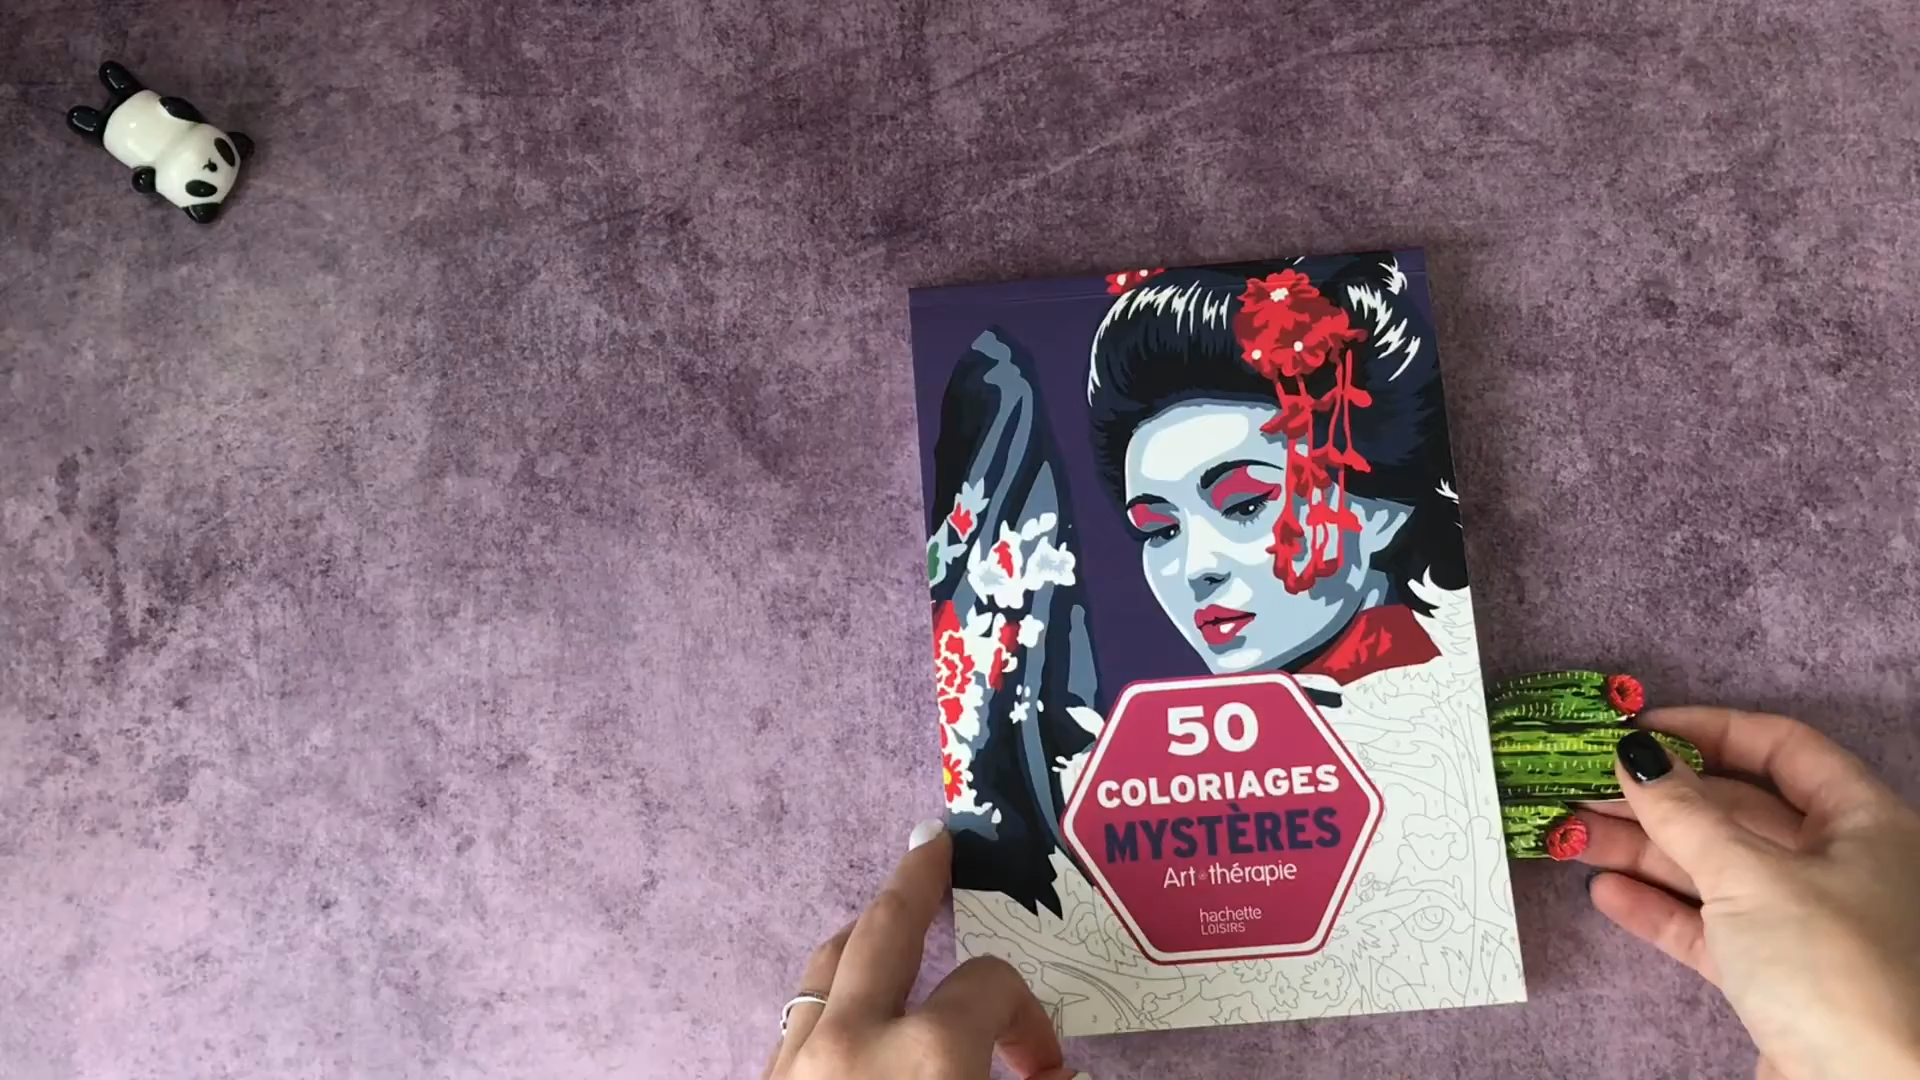 50
COLORIAGES
MYSTÈRES
Art-thérapie
hachette
LOISIRS